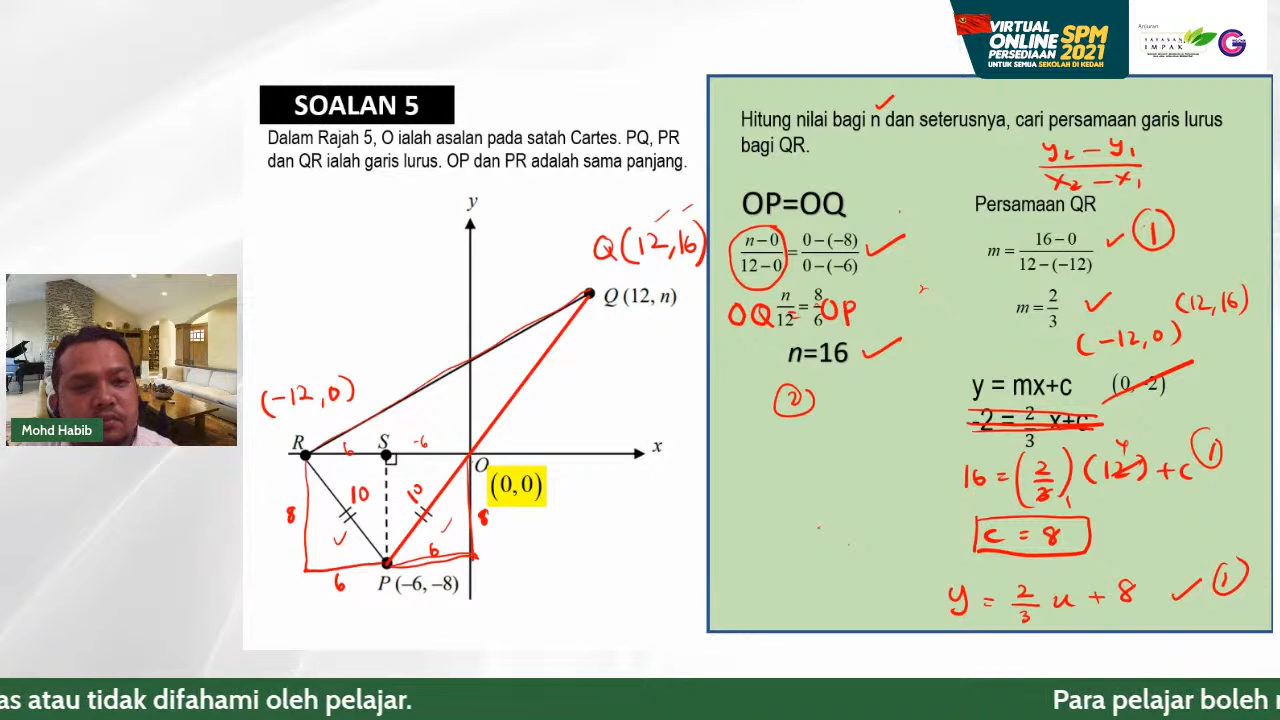 VIRTUAL
ONLINE
PERSEDIAAN
SPM
2021
UNTUK SEMUA SEKOLAH DI KEDAH
Anjuran
YAYASAN
IMPAK
SOALAN 5
Dalam Rajah 5, O ialah asalan pada satah Cartes. PQ, PR
dan QR ialah garis lurus. OP dan PR adalah sama panjang.
y
Q(12,16)
Q (12, n)
(-12,0)
R
6
S
-6
x
O
(0,0)
8
10
10
8
6
6
P (–6, –8)
Mohd Habib
Hitung nilai bagi n dan seterusnya, cari persamaan garis lurus
bagi QR.
y2 - y1
x2 - x1
OP=OQ
n – 0 / 12 – 0 = 0 – (–8) / 0 – (–6)
n / 12 = 8 / 6
OQ = OP
n=16
2
Persamaan QR
m = 16 – 0 / 12 – (–12)
1
m = 2 / 3
(12,16)
(-12,0)
y = mx+c
(0, -2)
-2 = 2 / 3 x+c
16 = (2 / 3) (12) + c
4
1
1
c = 8
y = 2 / 3 x + 8
1
as atau tidak difahami oleh pelajar.
Para pelajar boleh